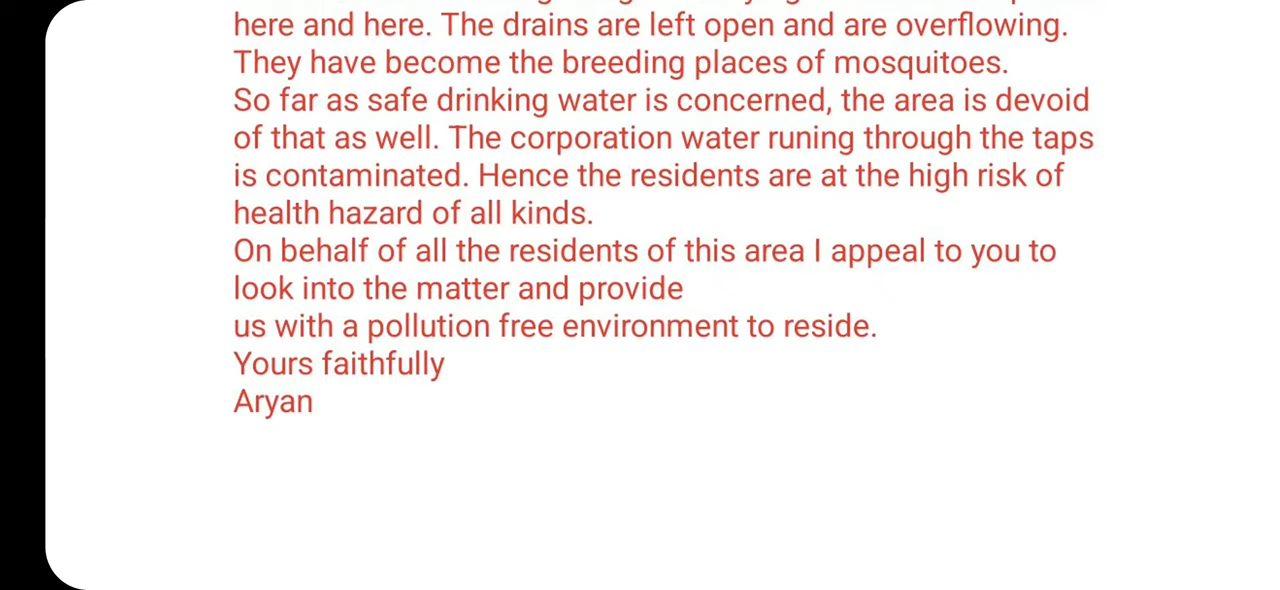 here and here. The drains are left open and are overflowing.
They have become the breeding places of mosquitoes.
So far as safe drinking water is concerned, the area is devoid
of that as well. The corporation water runing through the taps
is contaminated. Hence the residents are at the high risk of
health hazard of all kinds.
On behalf of all the residents of this area I appeal to you to
look into the matter and provide
us with a pollution free environment to reside.
Yours faithfully
Aryan